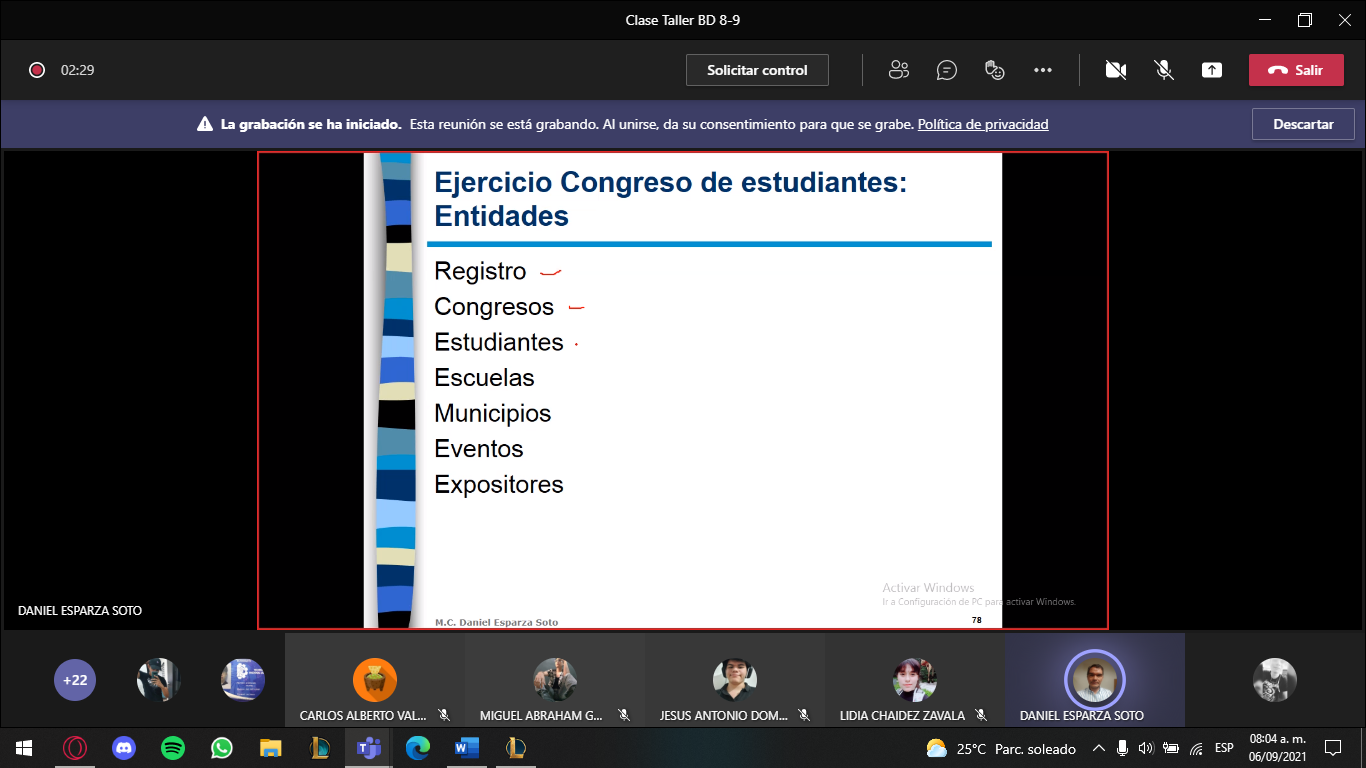 Clase Taller BD 8-9
02:29
Solicitar control
Salir
La grabación se ha iniciado. Esta reunión se está grabando. Al unirse, da su consentimiento para que se grabe. Política de privacidad
Descartar
Ejercicio Congreso de estudiantes:
Entidades
Registro
Congresos
Estudiantes
Escuelas
Municipios
Eventos
Expositores
Activar Windows
Ir a Configuración de PC para activar Windows.
DANIEL ESPARZA SOTO
M.C. Daniel Esparza Soto
78
+22
CARLOS ALBERTO VAL...
MIGUEL ABRAHAM G...
JESUS ANTONIO DOM...
LIDIA CHAIDEZ ZAVALA
DANIEL ESPARZA SOTO
25°C Parc. soleado
ESP
08:04 a. m.
06/09/2021